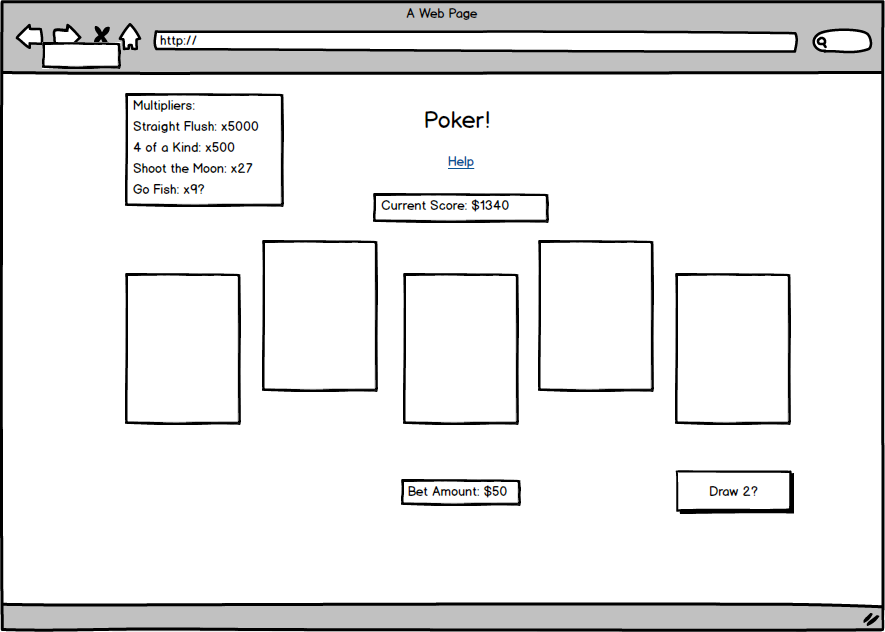 A Web Page
http://
Multipliers:
Straight Flush: x5000
4 of a Kind: x500
Shoot the Moon: x27
Go Fish: x9?
Poker!
Help
Current Score: $1340
Bet Amount: $50
Draw 2?